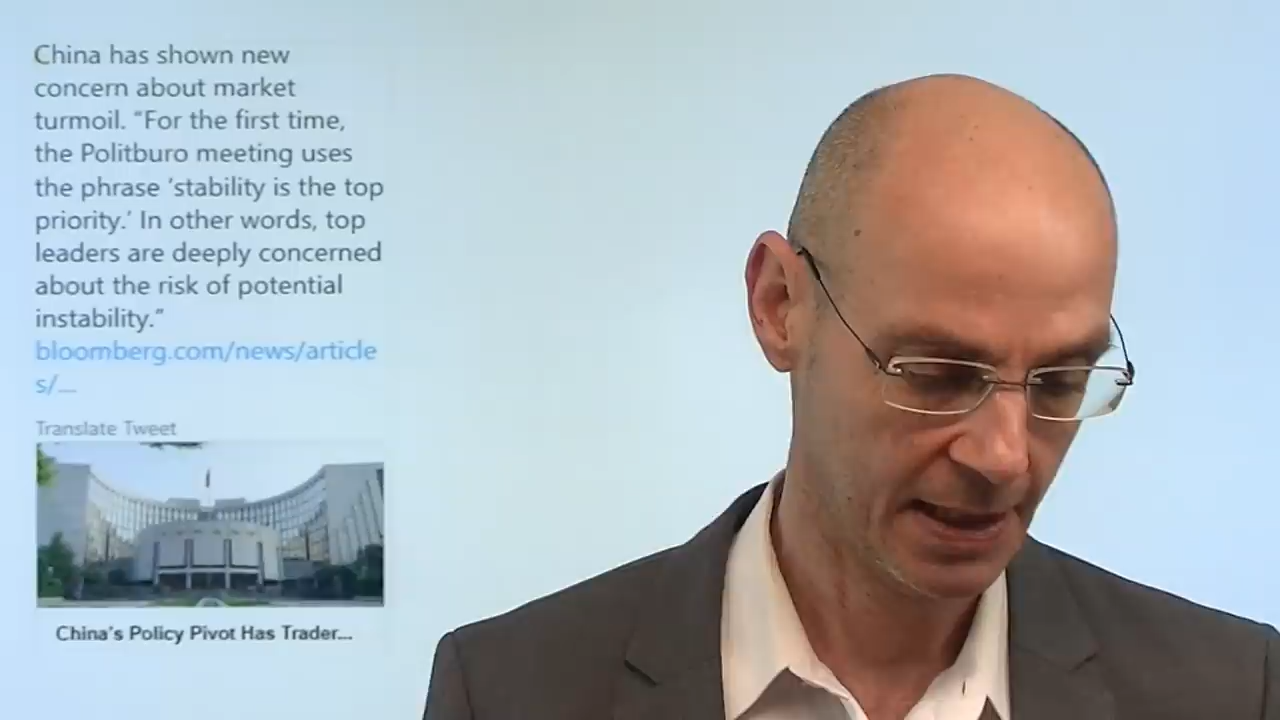 China has shown new
concern about market
turmoil. “For the first time,
the Politburo meeting uses
the phrase ‘stability is the top
priority.’ In other words, top
leaders are deeply concerned
about the risk of potential
instability.”
bloomberg.com/news/article
s/...
Translate Tweet
China's Policy Pivot Has Trader...